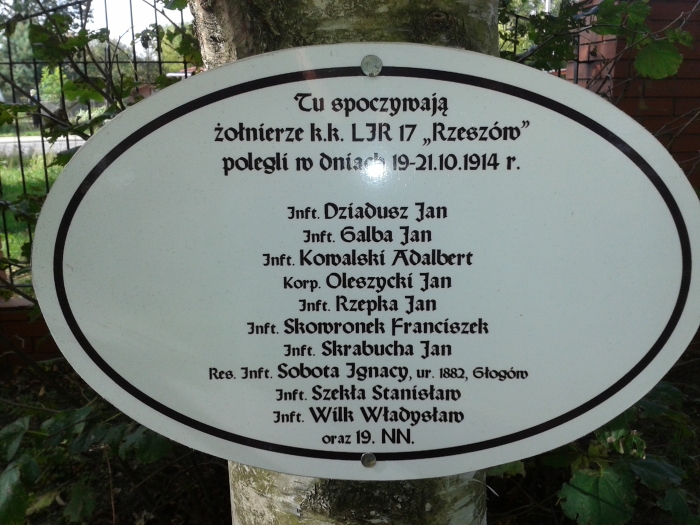 Tu spoczywają
żołnierze k.k. LIR 17 „Rzeszów”
polegli w dniach 19-21.10.1914 r.
Inft. Dziadusz Jan
Inft. Galba Jan
Inft. Kowalski Adalbert
Korp. Oleszycki Jan
Inft. Rzepka Jan
Inft. Skowronek Franciszek
Inft. Skrabucha Jan
Res. Inft. Sobota Ignacy, ur. 1882, Głogów
Inft. Szekła Stanisław
Inft. Wilk Władysław
oraz 19. NN.